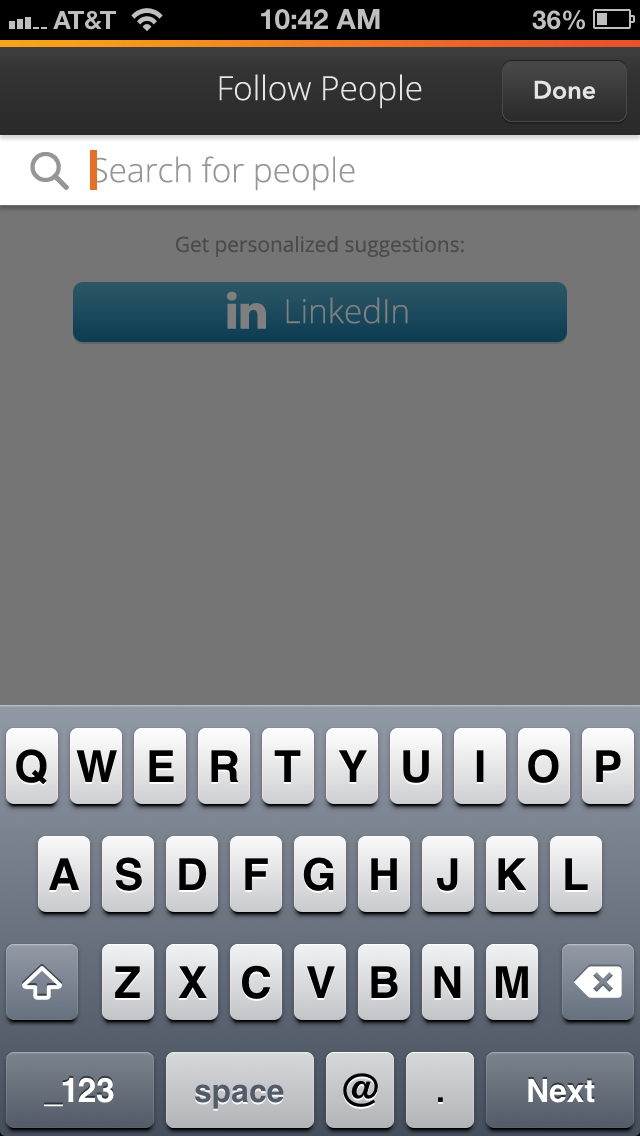 AT&T 10:42 AM 36%
Follow People Done
Search for people
Get personalized suggestions:
in LinkedIn
Q W E R T Y U I O P
A S D F G H J K L
Z X C V B N M
_123 space @ . Next